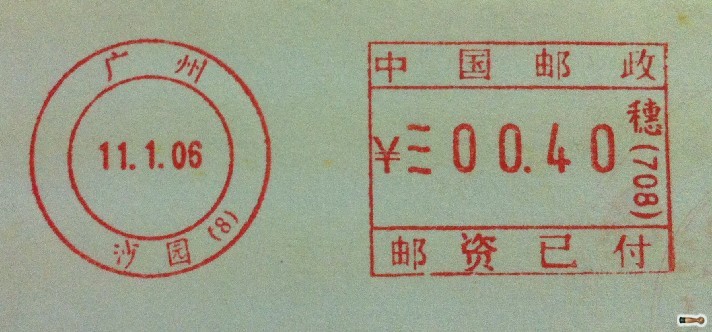 广州
11.1.06
沙园(8)
中国邮政
¥00.40
穗(708)
邮资已付